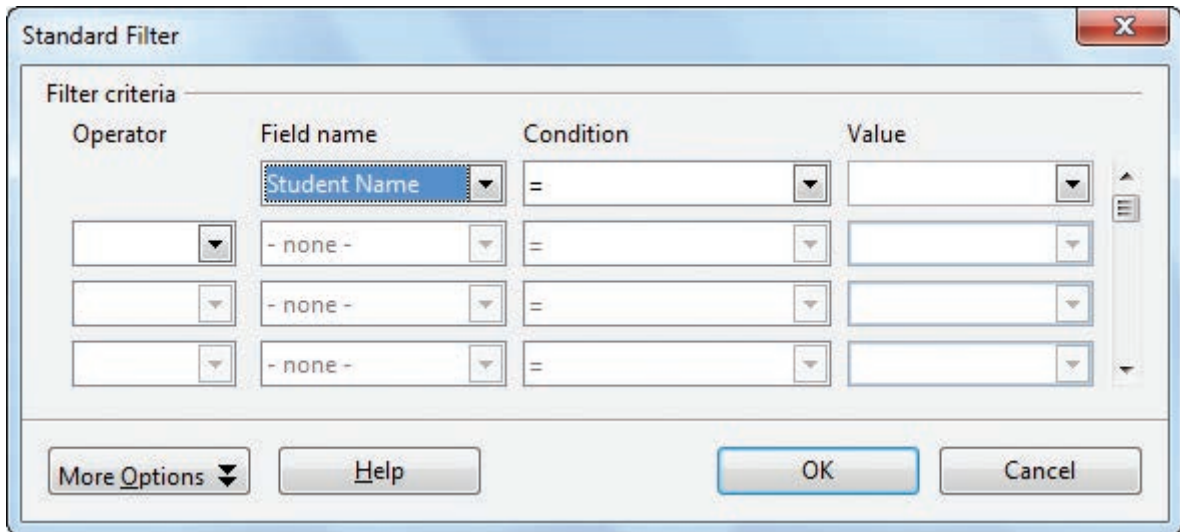 Standard Filter
Filter criteria
Operator Field name Condition Value
Student Name =
- none - =
- none - =
- none - =
More Options Help OK Cancel